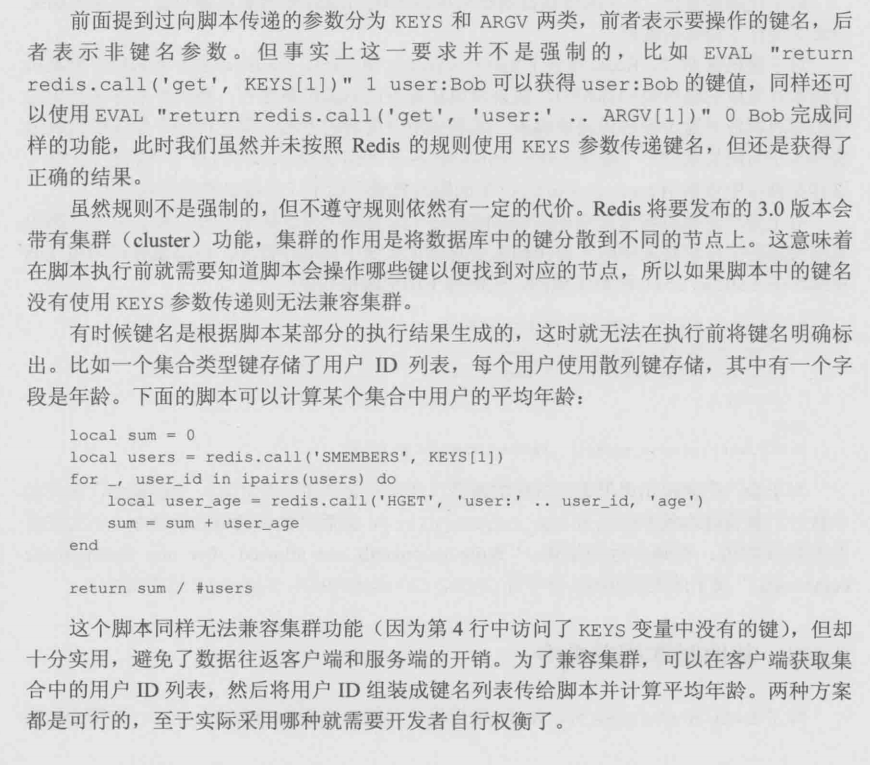 前面提到过向脚本传递的参数分为 KEYS 和 ARGV 两类，前者表示要操作的键名，后
者表示非键名参数。但事实上这一要求并不是强制的，比如 EVAL "return
redis.call('get', KEYS[1])" 1 user:Bob 可以获得 user:Bob 的键值，同样还可
以使用 EVAL "return redis.call('get', 'user:' .. ARGV[1])" 0 Bob 完成同
样的功能，此时我们虽然并未按照 Redis 的规则使用 KEYS 参数传递键名，但还是获得了
正确的结果。
虽然规则不是强制的，但不遵守规则依然有一定的代价。Redis 将要发布的 3.0 版本会
带有集群（cluster）功能，集群的作用是将数据库中的键分散到不同的节点上。这意味着
在脚本执行前就需要知道脚本会操作哪些键以便找到对应的节点，所以如果脚本中的键名
没有使用 KEYS 参数传递则无法兼容集群。
有时候键名是根据脚本某部分的执行结果生成的，这时就无法在执行前将键名明确标
出。比如一个集合类型键存储了用户 ID 列表，每个用户使用散列键存储，其中有一个字
段是年龄。下面的脚本可以计算某个集合中用户的平均年龄：
local sum = 0
local users = redis.call('SMEMBERS', KEYS[1])
for _, user_id in ipairs(users) do
local user_age = redis.call('HGET', 'user:' .. user_id, 'age')
sum = sum + user_age
end
return sum / #users
这个脚本同样无法兼容集群功能（因为第 4 行中访问了 KEYS 变量中没有的键），但却
十分实用，避免了数据往返客户端和服务端的开销。为了兼容集群，可以在客户端获取集
合中的用户 ID 列表，然后将用户 ID 组装成键名列表传给脚本并计算平均年龄。两种方案
都是可行的，至于实际采用哪种就需要开发者自行权衡了。